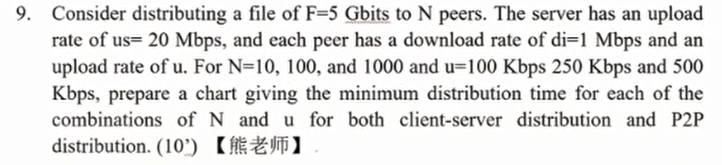 9. Consider distributing a file of F=5 Gbits to N peers. The server has an upload
rate of us= 20 Mbps, and each peer has a download rate of di=1 Mbps and an
upload rate of u. For N=10, 100, and 1000 and u=100 Kbps 250 Kbps and 500
Kbps, prepare a chart giving the minimum distribution time for each of the
combinations of N and u for both client-server distribution and P2P
distribution. (10’) 【熊老师】